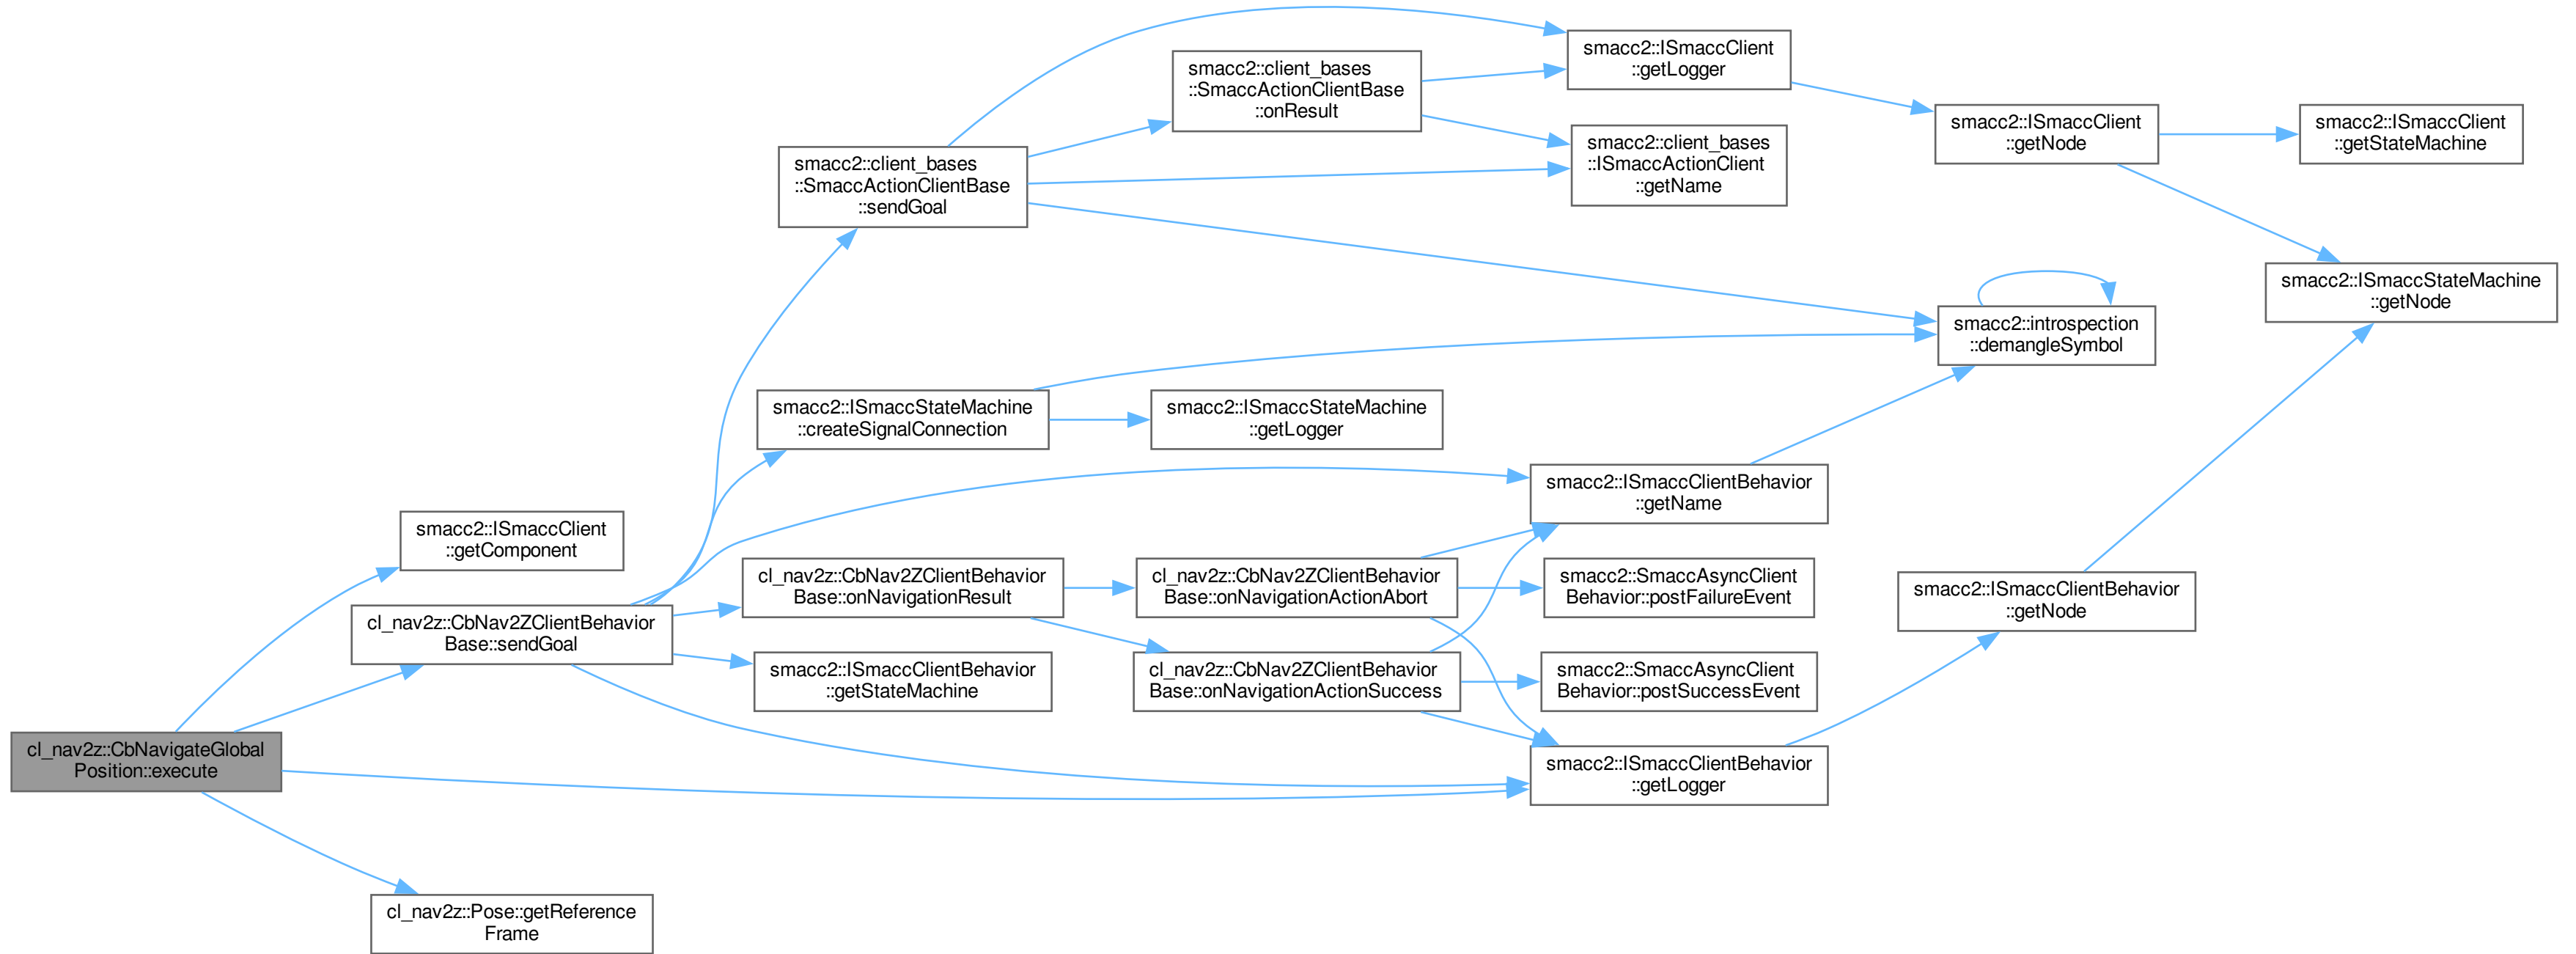 cl_nav2z::CbNavigateGlobal
Position::execute
smacc2::ISmaccClient
::getComponent
cl_nav2z::CbNav2ZClientBehavior
Base::sendGoal
cl_nav2z::Pose::getReference
Frame
smacc2::client_bases
::SmaccActionClientBase
::sendGoal
smacc2::ISmaccStateMachine
::createSignalConnection
cl_nav2z::CbNav2ZClientBehavior
Base::onNavigationResult
smacc2::ISmaccClientBehavior
::getStateMachine
smacc2::client_bases
::SmaccActionClientBase
::onResult
smacc2::ISmaccStateMachine
::getLogger
cl_nav2z::CbNav2ZClientBehavior
Base::onNavigationActionAbort
cl_nav2z::CbNav2ZClientBehavior
Base::onNavigationActionSuccess
smacc2::ISmaccClient
::getLogger
smacc2::client_bases
::ISmaccActionClient
::getName
smacc2::ISmaccClientBehavior
::getName
smacc2::SmaccAsyncClient
Behavior::postFailureEvent
smacc2::SmaccAsyncClient
Behavior::postSuccessEvent
smacc2::ISmaccClientBehavior
::getLogger
smacc2::ISmaccClient
::getNode
smacc2::introspection
::demangleSymbol
smacc2::ISmaccClientBehavior
::getNode
smacc2::ISmaccClient
::getStateMachine
smacc2::ISmaccStateMachine
::getNode